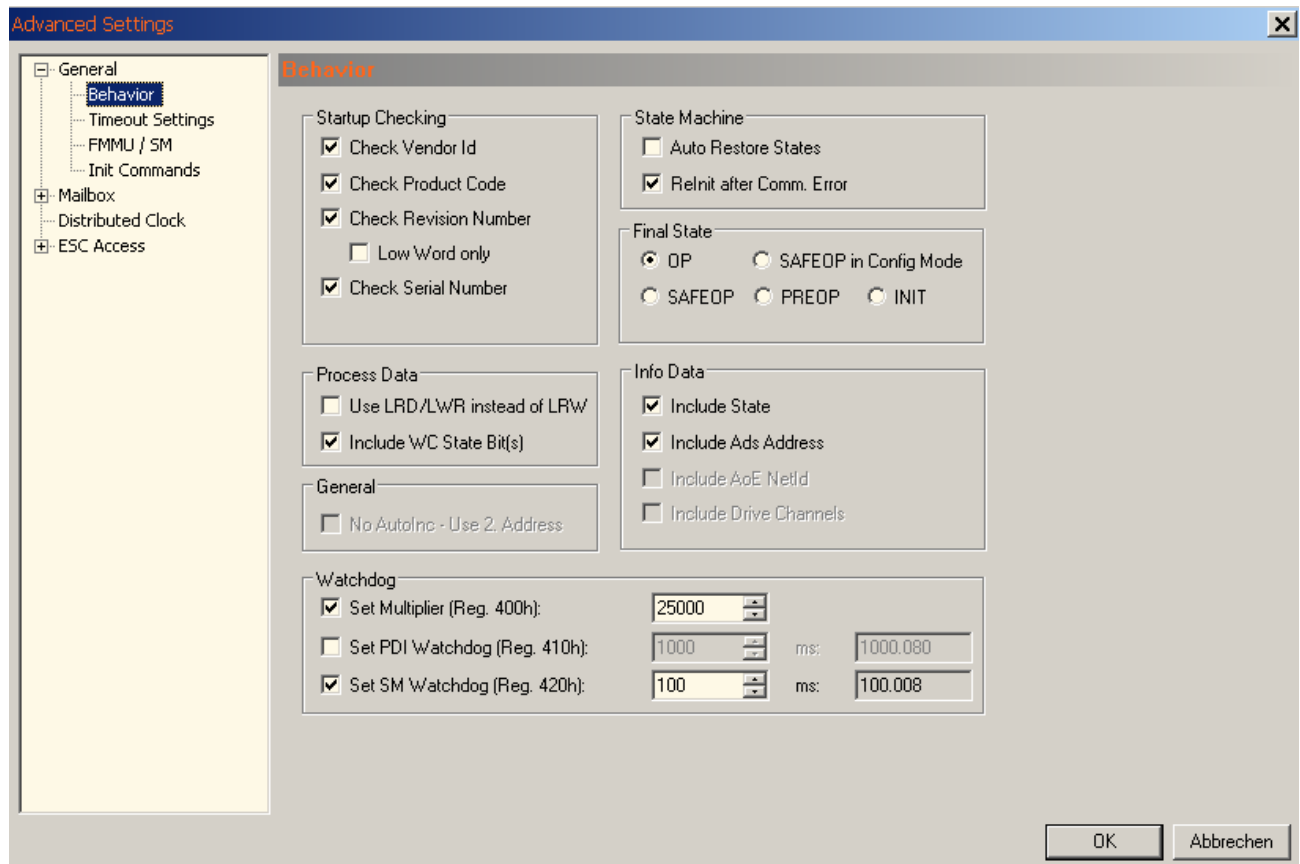 Advanced Settings
General
Behavior
Timeout Settings
FMMU / SM
Init Commands
Mailbox
Distributed Clock
ESC Access
Behavior
Startup Checking
Check Vendor Id
Check Product Code
Check Revision Number
Low Word only
Check Serial Number
State Machine
Auto Restore States
ReInit after Comm. Error
Final State
OP SAFEOP in Config Mode
SAFEOP PREOP INIT
Process Data
Use LRD/LWR instead of LRW
Include WC State Bit(s)
General
No AutoInc - Use 2. Address
Info Data
Include State
Include Ads Address
Include AoE NetId
Include Drive Channels
Watchdog
Set Multiplier (Reg. 400h): 25000
Set PDI Watchdog (Reg. 410h): 1000 ms: 1000.080
Set SM Watchdog (Reg. 420h): 100 ms: 100.008
OK Abbrechen